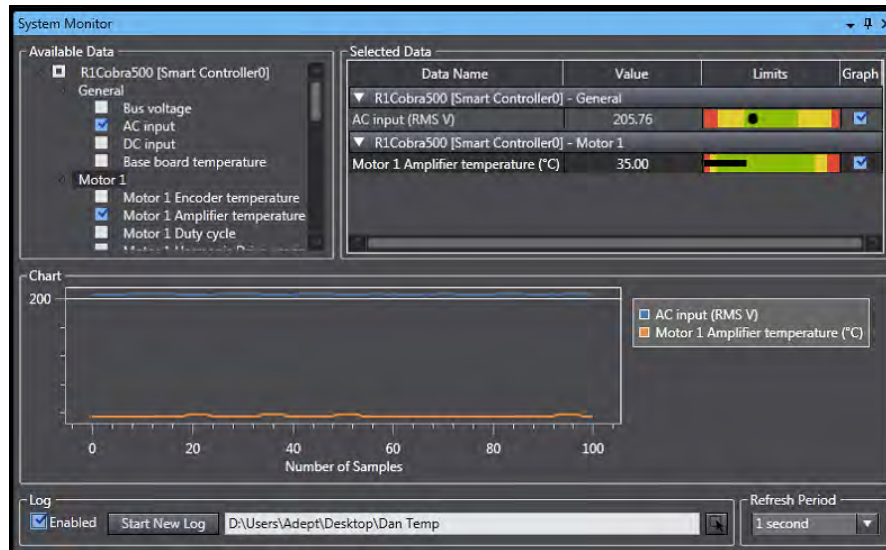 System Monitor
Available Data
R1Cobra500 [Smart Controller0]
General
Bus voltage
AC input
DC input
Base board temperature
Motor 1
Motor 1 Encoder temperature
Motor 1 Amplifier temperature
Motor 1 Duty cycle
Selected Data
Data Name Value Limits Graph
R1Cobra500 [Smart Controller0] - General
AC input (RMS V) 205.76
R1Cobra500 [Smart Controller0] - Motor 1
Motor 1 Amplifier temperature (°C) 35.00
Chart
200
0 20 40 60 80 100
Number of Samples
AC input (RMS V)
Motor 1 Amplifier temperature (°C)
Log
Enabled Start New Log D:\Users\Adept\Desktop\Dan Temp
Refresh Period
1 second